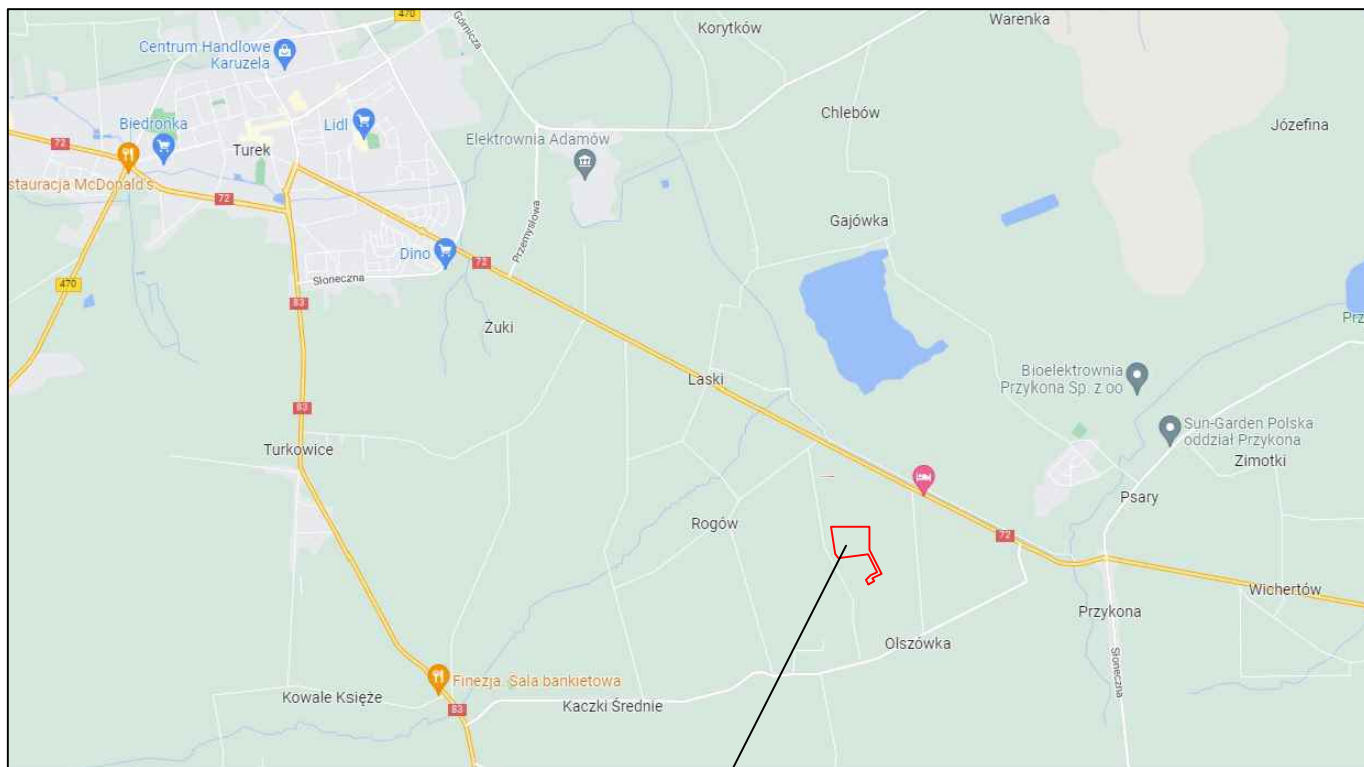 470
Górnicza
Korytków
Warenka
Centrum Handlowe
Karuzela
Chlebów
Józefina
Biedronka
Lidl
Elektrownia Adamów
72
Turek
stauracja McDonald's
72
Przemysłowa
Gajówka
Dino
72
Słoneczna
470
83
Prz
Żuki
Laski
Bioelektrownia
Przykona Sp. z oo
83
Sun-Garden Polska
oddział Przykona
Turkowice
Zimotki
Psary
Rogów
72
Wichertów
Przykona
Olszówka
Słoneczna
Finezja. Sala bankietowa
Kowale Księże
83
Kaczki Średnie